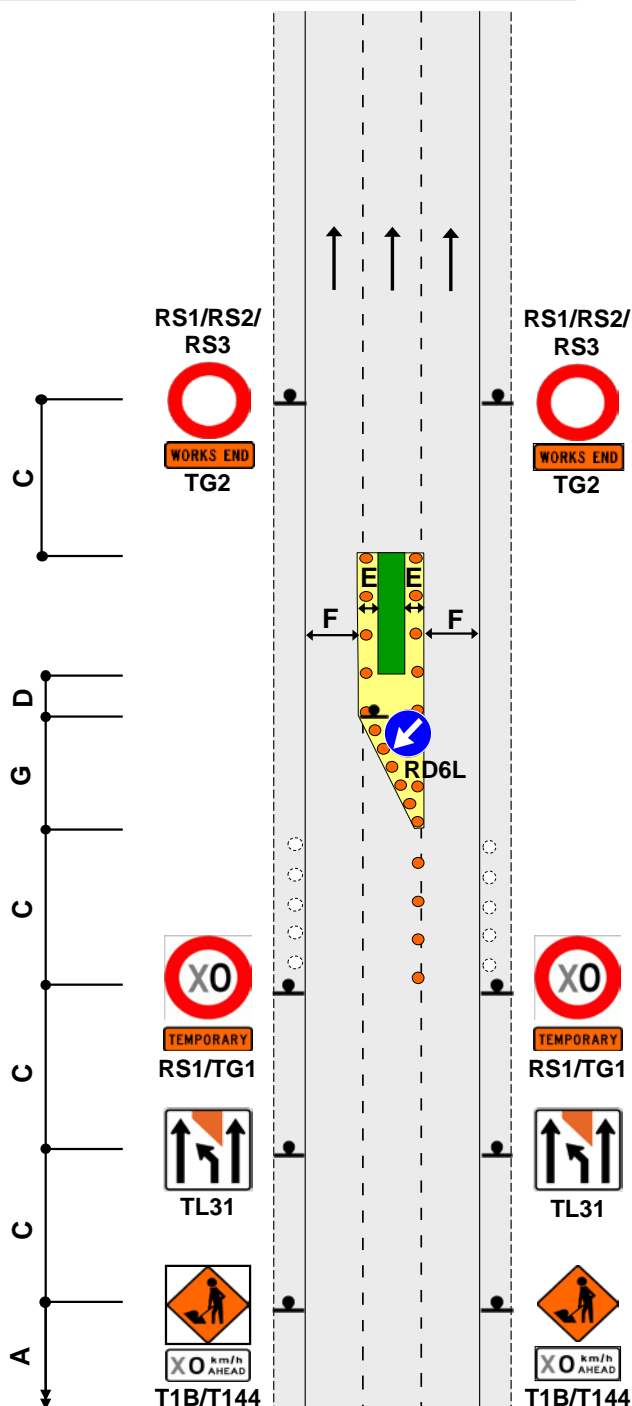 RS1/RS2/
RS3
WORKS END
TG2
RS1/RS2/
RS3
WORKS END
TG2
C
E
E
F
F
D
G
RD6L
C
X0
TEMPORARY
RS1/TG1
X0
TEMPORARY
RS1/TG1
C
TL31
TL31
C
X0 km/h
AHEAD
T1B/T144
X0 km/h
AHEAD
T1B/T144
A